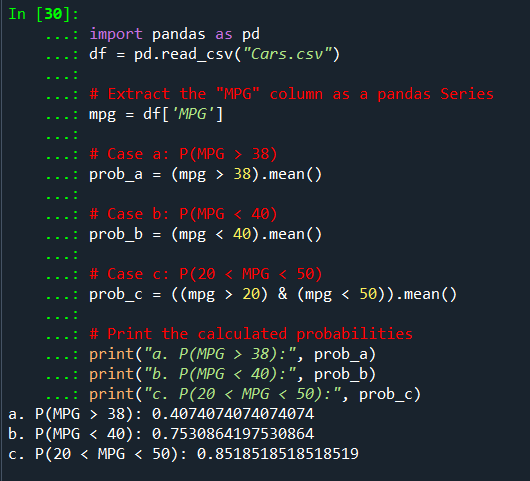 In [30]:
...: import pandas as pd
...: df = pd.read_csv("Cars.csv")
...:
...: # Extract the "MPG" column as a pandas Series
...: mpg = df['MPG']
...:
...: # Case a: P(MPG > 38)
...: prob_a = (mpg > 38).mean()
...:
...: # Case b: P(MPG < 40)
...: prob_b = (mpg < 40).mean()
...:
...: # Case c: P(20 < MPG < 50)
...: prob_c = ((mpg > 20) & (mpg < 50)).mean()
...:
...: # Print the calculated probabilities
...: print("a. P(MPG > 38):", prob_a)
...: print("b. P(MPG < 40):", prob_b)
...: print("c. P(20 < MPG < 50):", prob_c)
a. P(MPG > 38): 0.4074074074074074
b. P(MPG < 40): 0.7530864197530864
c. P(20 < MPG < 50): 0.8518518518518519